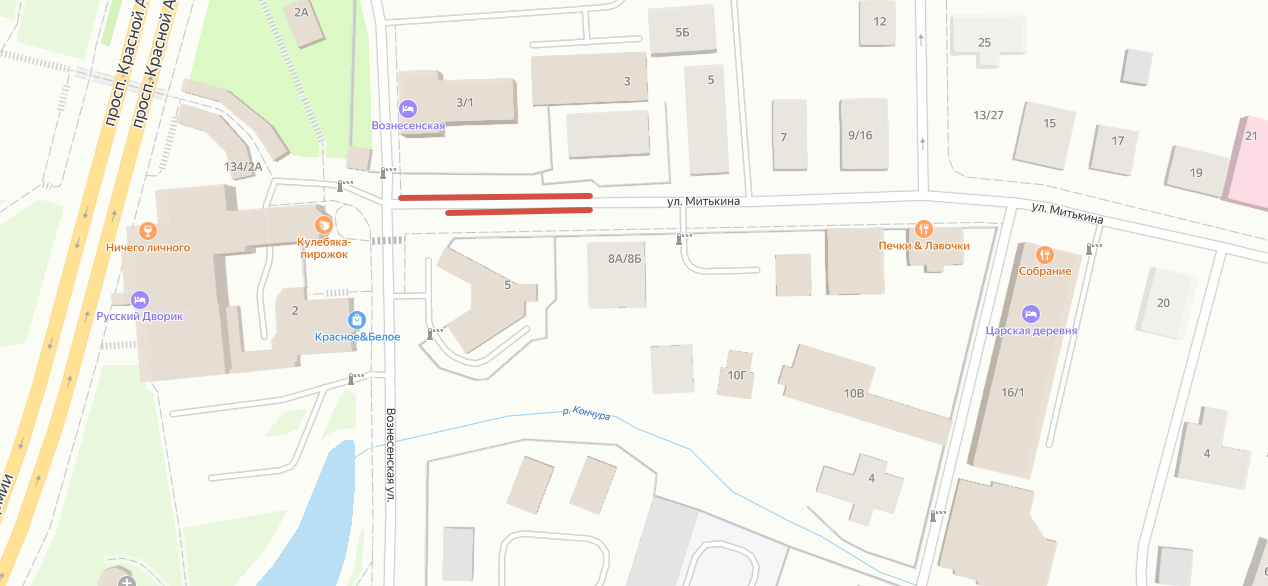 просп. Красной А
просп. Красной А
2А
5Б
12
25
3
5
3/1
Вознесенская
7
9/16
13/27
15
17
21
19
134/2А
ул. Митькина
ул. Митькина
Ничего личного
Кулебяка-
пирожок
Печки & Лавочки
Собрание
8А/8Б
5
Русский Дворик
2
Красное&Белое
Царская деревня
20
10Г
10В
16/1
р. Кончура
Вознесенская ул.
4
4